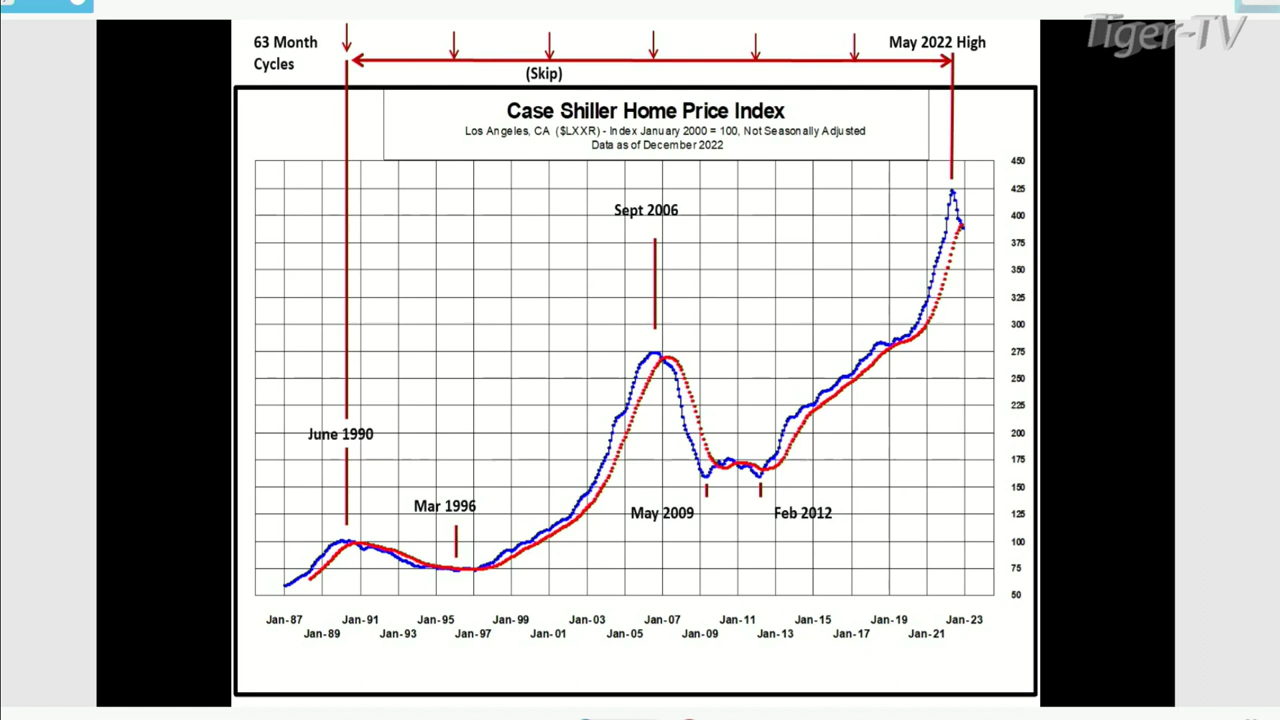 Tiger-TV
63 Month
Cycles
May 2022 High
(Skip)
Case Shiller Home Price Index
Los Angeles, CA ($LXXR) - Index January 2000 = 100, Not Seasonally Adjusted
Data as of December 2022
450
425
400
375
350
325
300
275
250
225
200
175
150
125
100
75
50
Sept 2006
June 1990
Mar 1996
May 2009
Feb 2012
Jan-87
Jan-89
Jan-91
Jan-93
Jan-95
Jan-97
Jan-99
Jan-01
Jan-03
Jan-05
Jan-07
Jan-09
Jan-11
Jan-13
Jan-15
Jan-17
Jan-19
Jan-21
Jan-23